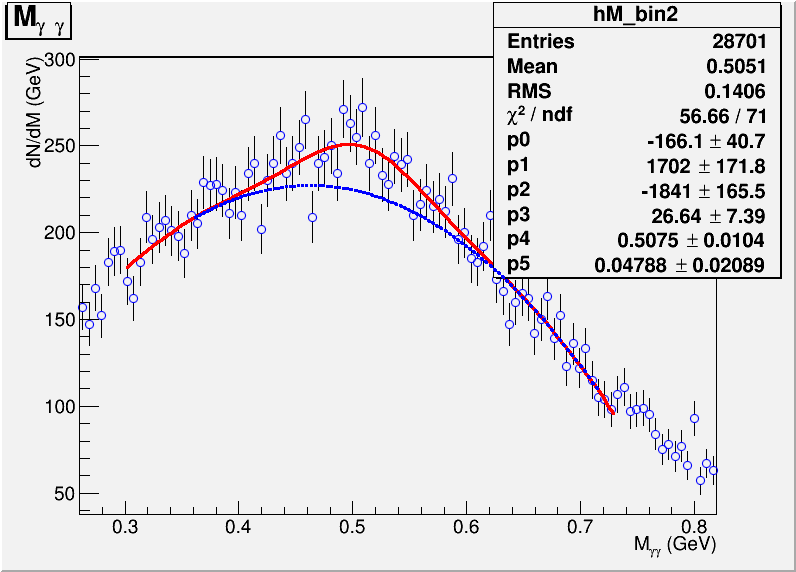 M γ γ
hM_bin2
Entries 28701
Mean 0.5051
RMS 0.1406
χ² / ndf 56.66 / 71
p0 -166.1 ± 40.7
p1 1702 ± 171.8
p2 -1841 ± 165.5
p3 26.64 ± 7.39
p4 0.5075 ± 0.0104
p5 0.04788 ± 0.02089
dN/dM (GeV)
300
250
200
150
100
50
0.3 0.4 0.5 0.6 0.7 0.8
Mγγ (GeV)